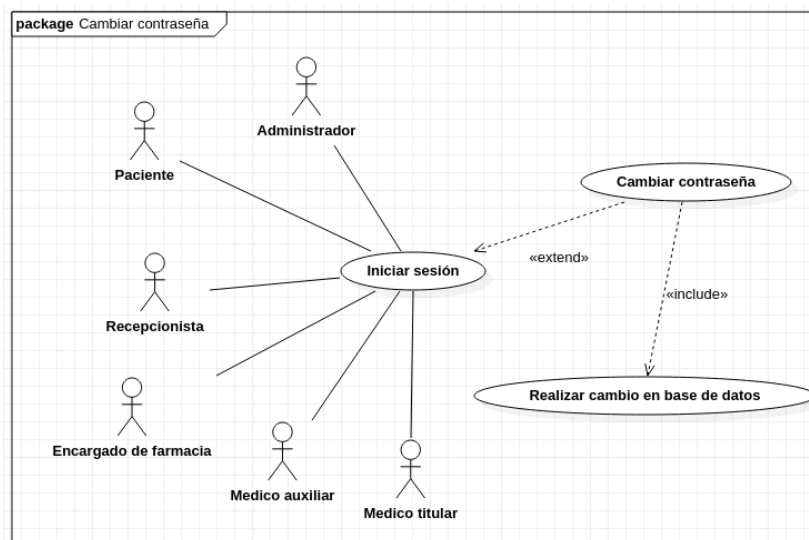 package Cambiar contraseña
Administrador
Paciente
Cambiar contraseña
«extend»
Iniciar sesión
«include»
Recepcionista
Realizar cambio en base de datos
Encargado de farmacia
Medico auxiliar
Medico titular